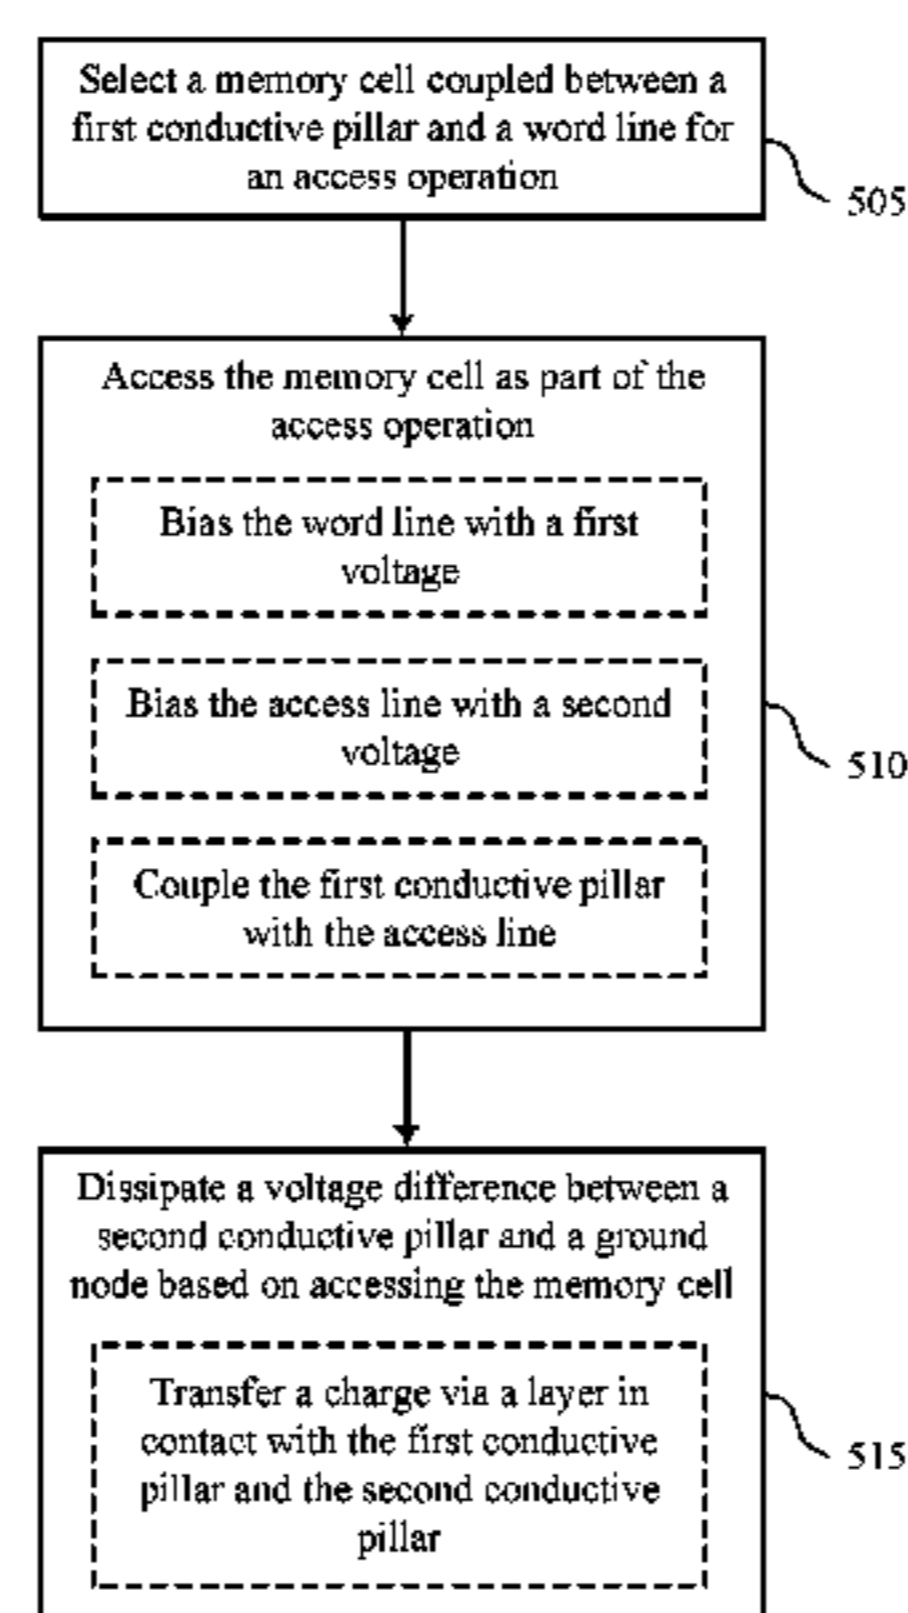 Select a memory cell coupled between a
first conductive pillar and a word line for
an access operation
505
Access the memory cell as part of the
access operation
Bias the word line with a first
voltage
Bias the access line with a second
voltage
510
Couple the first conductive pillar
with the access line
Dissipate a voltage difference between a
second conductive pillar and a ground
node based on accessing the memory cell
Transfer a charge via a layer in
contact with the first conductive
pillar and the second conductive
pillar
515